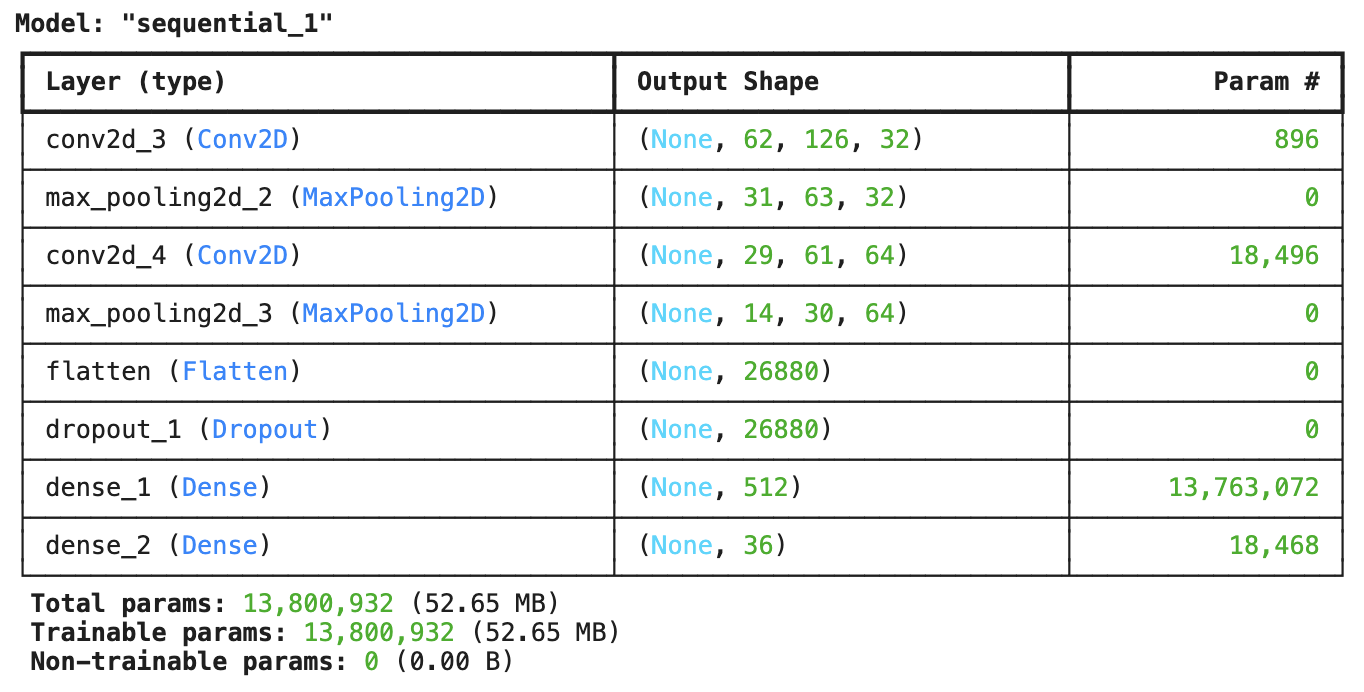 Model: "sequential_1"
Layer (type) Output Shape Param #
conv2d_3 (Conv2D) (None, 62, 126, 32) 896
max_pooling2d_2 (MaxPooling2D) (None, 31, 63, 32) 0
conv2d_4 (Conv2D) (None, 29, 61, 64) 18,496
max_pooling2d_3 (MaxPooling2D) (None, 14, 30, 64) 0
flatten (Flatten) (None, 26880) 0
dropout_1 (Dropout) (None, 26880) 0
dense_1 (Dense) (None, 512) 13,763,072
dense_2 (Dense) (None, 36) 18,468
Total params: 13,800,932 (52.65 MB)
Trainable params: 13,800,932 (52.65 MB)
Non-trainable params: 0 (0.00 B)